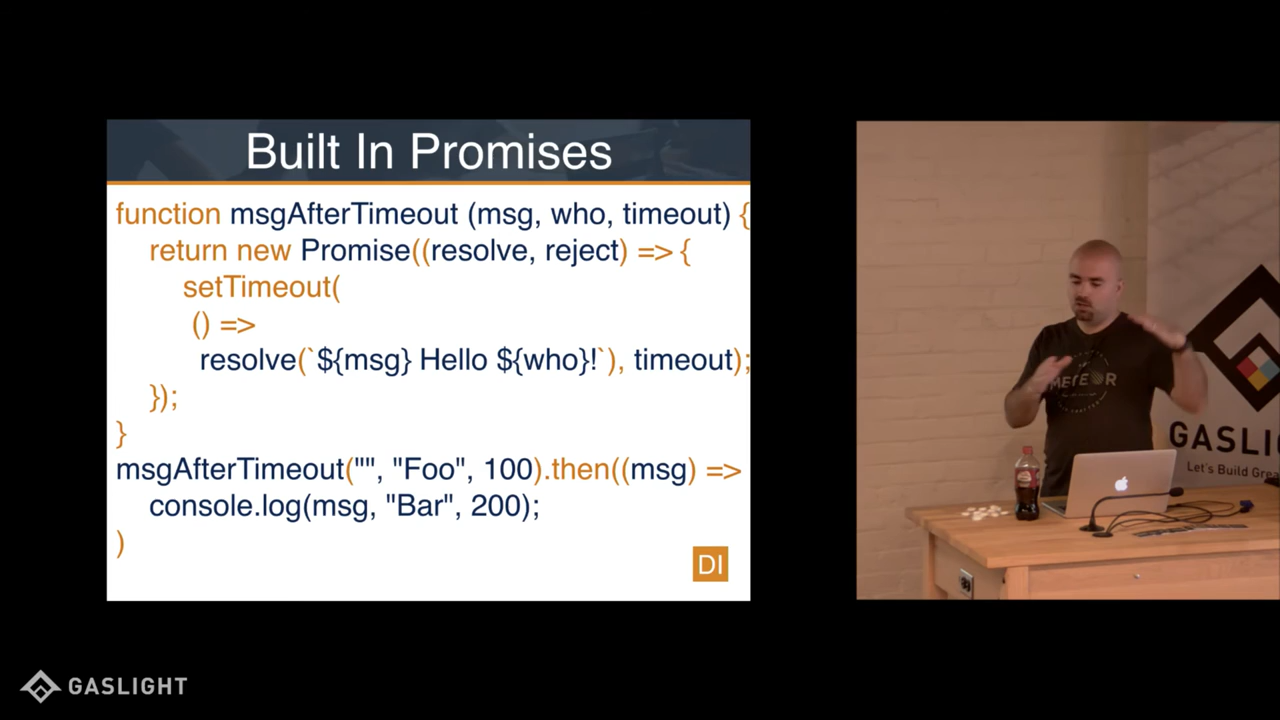 Built In Promises
function msgAfterTimeout (msg, who, timeout) {
return new Promise((resolve, reject) => {
setTimeout(
() =>
resolve(`${msg} Hello ${who}!`), timeout);
});
}
msgAfterTimeout("", "Foo", 100).then((msg) =>
console.log(msg, "Bar", 200);
)
DI
METEOR
GASLI
Let's Build Grea
GASLIGHT